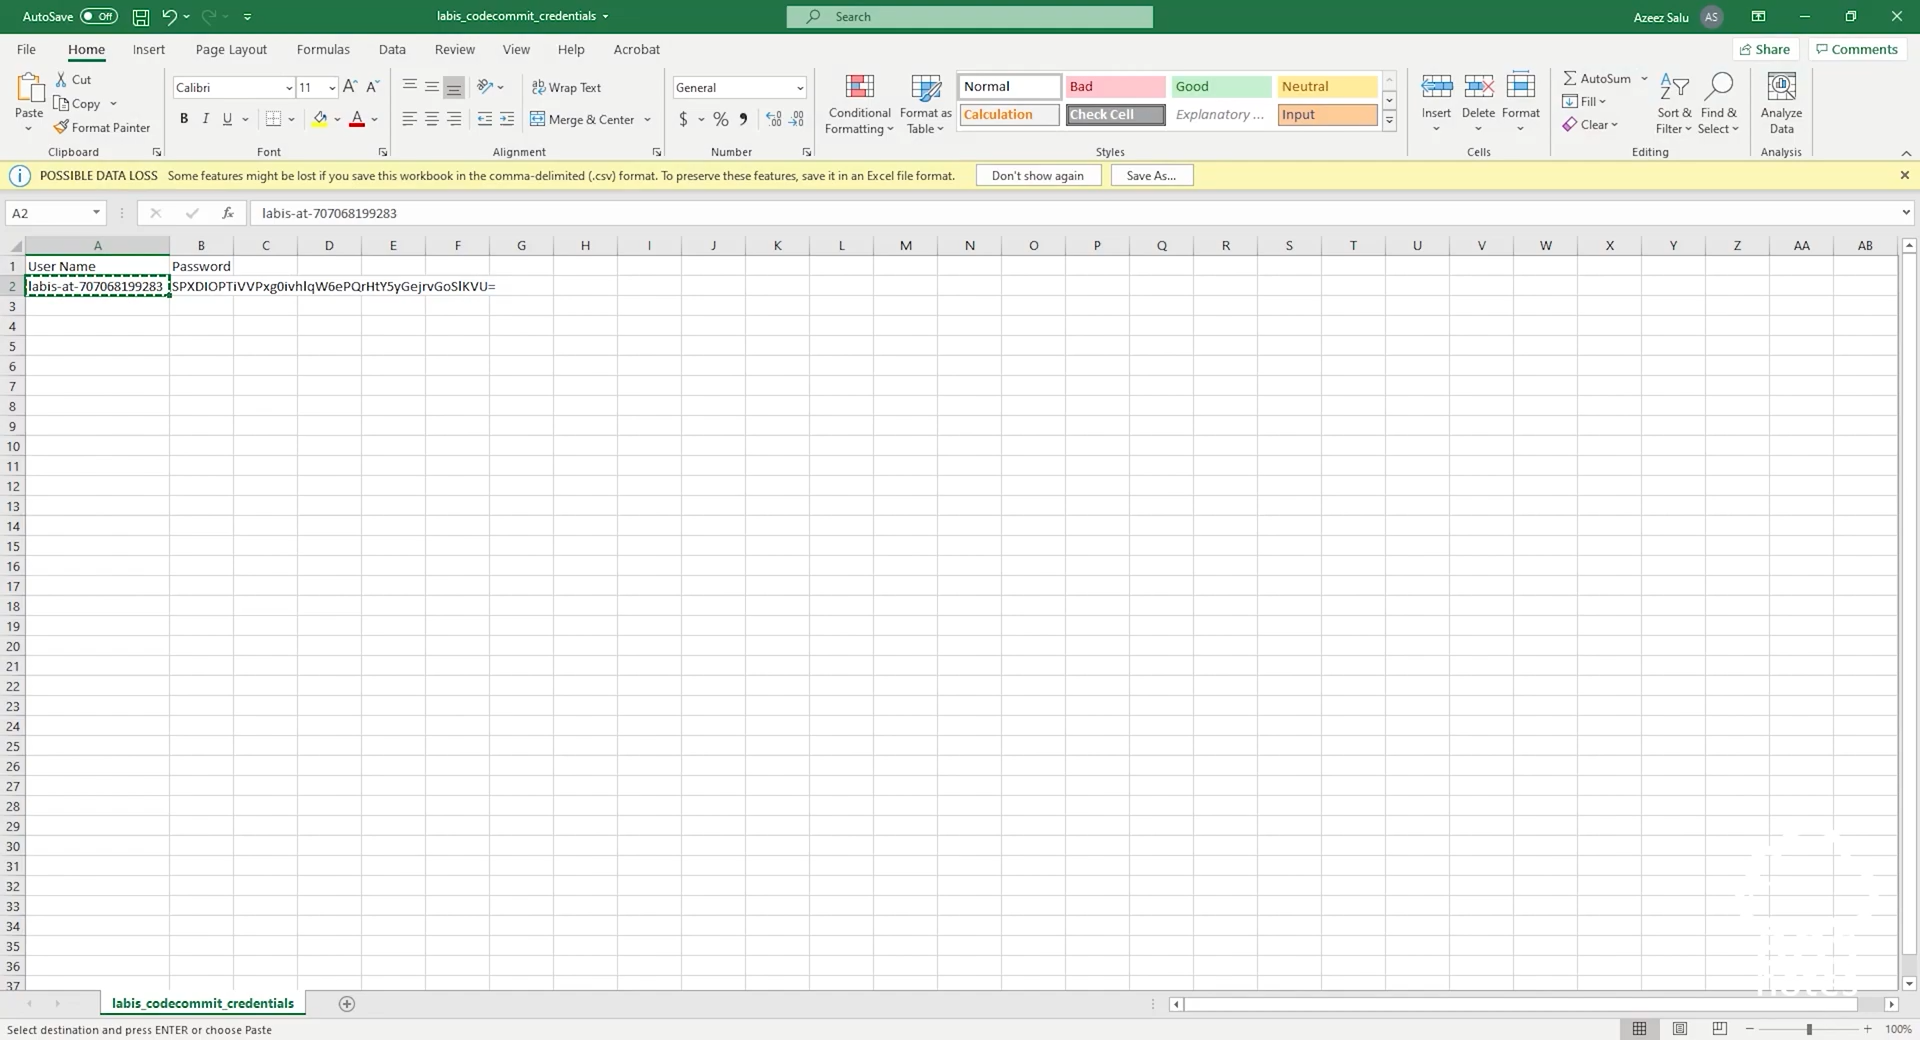 AutoSave Off labis_codecommit_credentials Search Azeez Salu AS
File Home Insert Page Layout Formulas Data Review View Help Acrobat Share Comments
Paste Cut Copy Format Painter
Calibri 11 A A
B I U A
Wrap Text
Merge & Center
General
$ % 9
Conditional Formatting Format as Table
Normal Bad Good Neutral
Calculation Check Cell Explanatory ... Input
Insert Delete Format
AutoSum Fill Clear
Sort & Filter Find & Select
Analyze Data
Clipboard Font Alignment Number Styles Cells Editing Analysis
POSSIBLE DATA LOSS Some features might be lost if you save this workbook in the comma-delimited (.csv) format. To preserve these features, save it in an Excel file format. Don't show again Save As...
A2 fx labis-at-707068199283
A B C D E F G H I J K L M N O P Q R S T U V W X Y Z AA AB
1 User Name Password
2 labis-at-707068199283 SPXDIOPTiVVPxg0ivhlqW6ePQrHtY5yGejrvGoSlKVU=
3
4
5
6
7
8
9
10
11
12
13
14
15
16
17
18
19
20
21
22
23
24
25
26
27
28
29
30
31
32
33
34
35
36
37
labis_codecommit_credentials
Select destination and press ENTER or choose Paste 100%